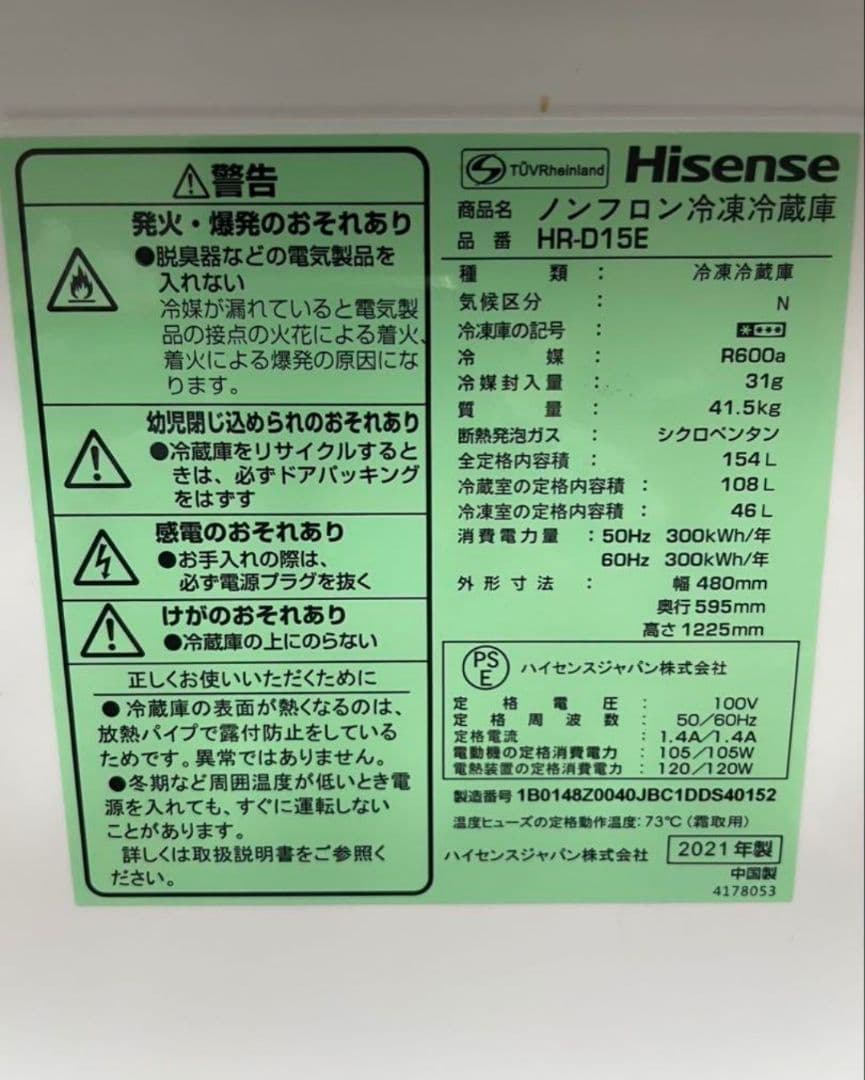 警告
発火・爆発のおそれあり
●脱臭器などの電気製品を
入れない
冷媒が漏れていると電気製
品の接点の火花による着火、
着火による爆発の原因にな
ります。
幼児閉じ込められのおそれあり
●冷蔵庫をリサイクルすると
きは、必ずドアパッキング
をはずす
感電のおそれあり
●お手入れの際は、
必ず電源プラグを抜く
けがのおそれあり
●冷蔵庫の上にのらない
正しくお使いいただくために
●冷蔵庫の表面が熱くなるのは、
放熱パイプで露付防止をしている
ためです。異常ではありません。
●冬期など周囲温度が低いとき電
源を入れても、すぐに運転しない
ことがあります。
詳しくは取扱説明書をご参照く
ださい。
TÜVRheinland Hisense
商品名 ノンフロン冷凍冷蔵庫
品番 HR-D15E
種類 : 冷凍冷蔵庫
気候区分 : N
冷凍庫の記号 : ****
冷媒 : R600a
冷媒封入量 : 31g
質量 : 41.5kg
断熱発泡ガス : シクロペンタン
全定格内容積 : 154L
冷蔵室の定格内容積 : 108L
冷凍室の定格内容積 : 46L
消費電力量 : 50Hz 300kWh/年
60Hz 300kWh/年
外形寸法 : 幅480mm
奥行595mm
高さ1225mm
PSE ハイセンスジャパン株式会社
定格電圧 : 100V
定格周波数 : 50/60Hz
定格電流 : 1.4A/1.4A
電動機の定格消費電力 : 105/105W
電熱装置の定格消費電力 : 120/120W
製造番号 1B0148Z0040JBC1DDS40152
温度ヒューズの定格動作温度:73℃(霜取用)
ハイセンスジャパン株式会社 2021年製
中国製
4178053